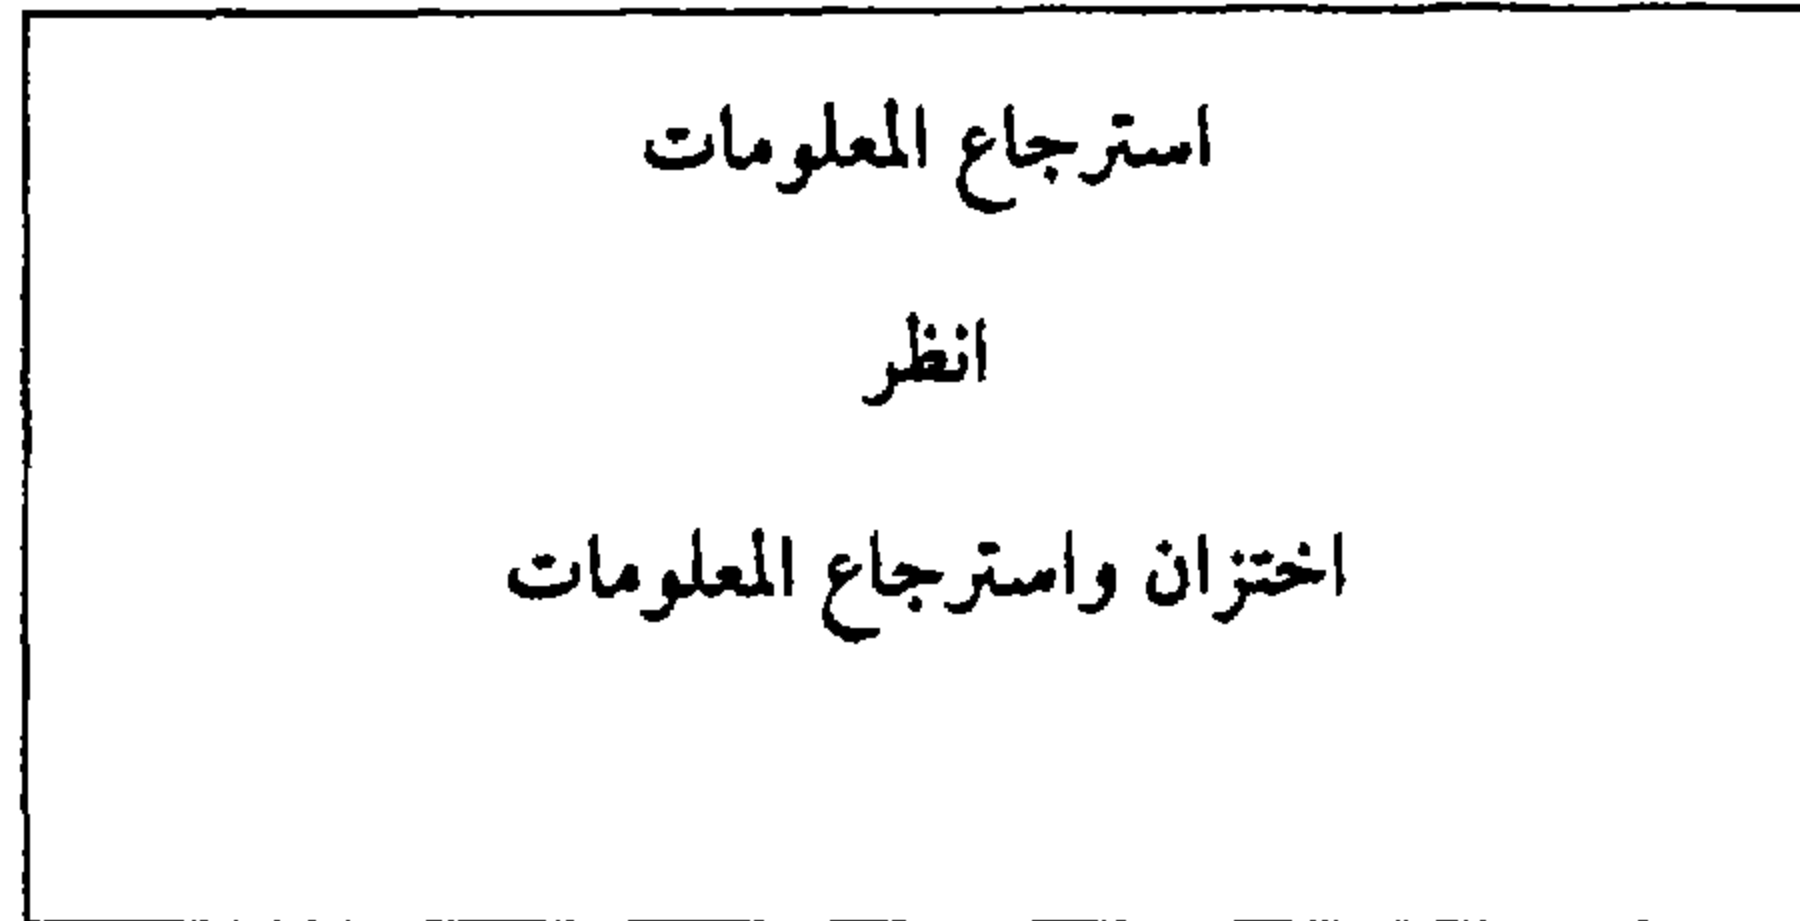 استرجاع المعلومات
انظر
اختزان واسترجاع المعلومات